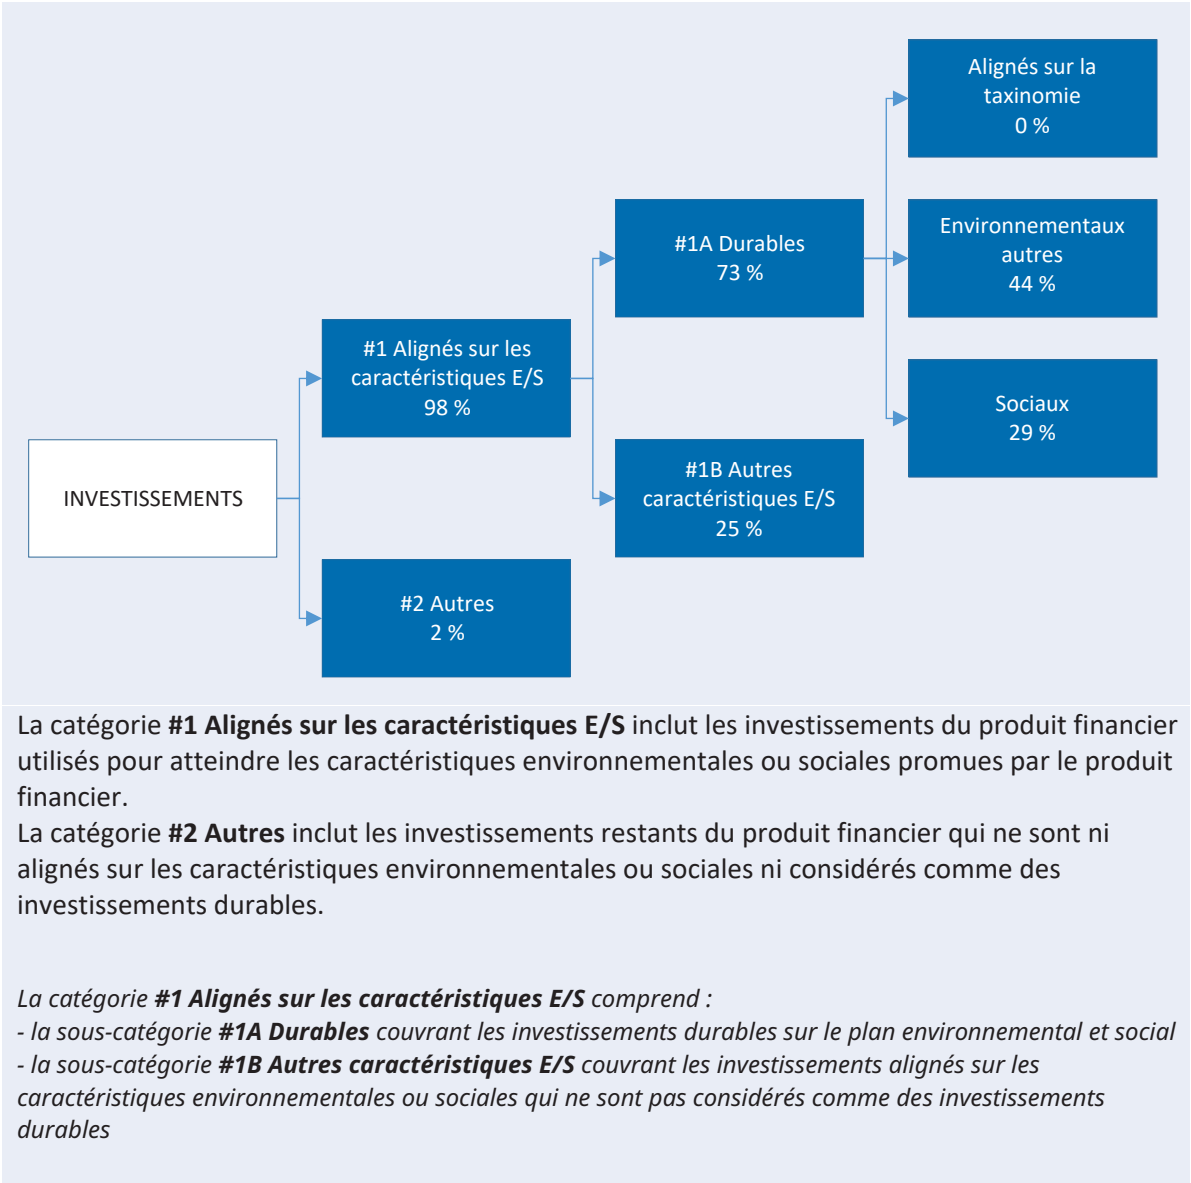 Alignés sur la
taxinomie
0 %
#1A Durables
73 %
Environnementaux
autres
44 %
#1 Alignés sur les
caractéristiques E/S
98 %
Sociaux
29 %
INVESTISSEMENTS
#1B Autres
caractéristiques E/S
25 %
#2 Autres
2 %
La catégorie #1 Alignés sur les caractéristiques E/S inclut les investissements du produit financier
utilisés pour atteindre les caractéristiques environnementales ou sociales promues par le produit
financier.
La catégorie #2 Autres inclut les investissements restants du produit financier qui ne sont ni
alignés sur les caractéristiques environnementales ou sociales ni considérés comme des
investissements durables.
La catégorie #1 Alignés sur les caractéristiques E/S comprend :
- la sous-catégorie #1A Durables couvrant les investissements durables sur le plan environnemental et social
- la sous-catégorie #1B Autres caractéristiques E/S couvrant les investissements alignés sur les
caractéristiques environnementales ou sociales qui ne sont pas considérés comme des investissements
durables